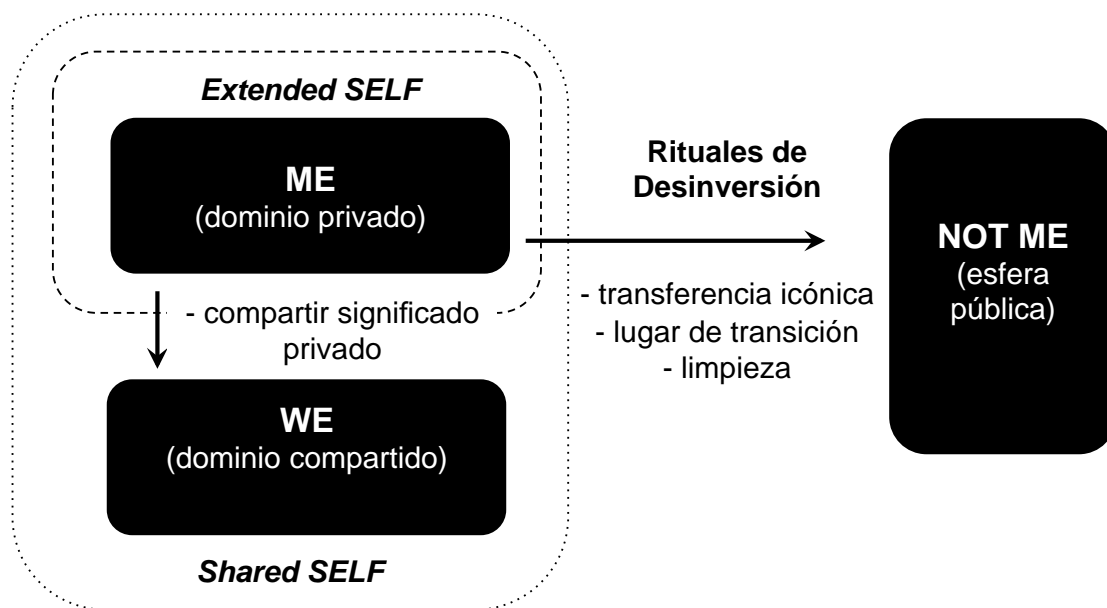 Extended SELF
ME
(dominio privado)
- compartir significado
privado
WE
(dominio compartido)
Shared SELF
Rituales de
Desinversión
- transferencia icónica
- lugar de transición
- limpieza
NOT ME
(esfera
pública)